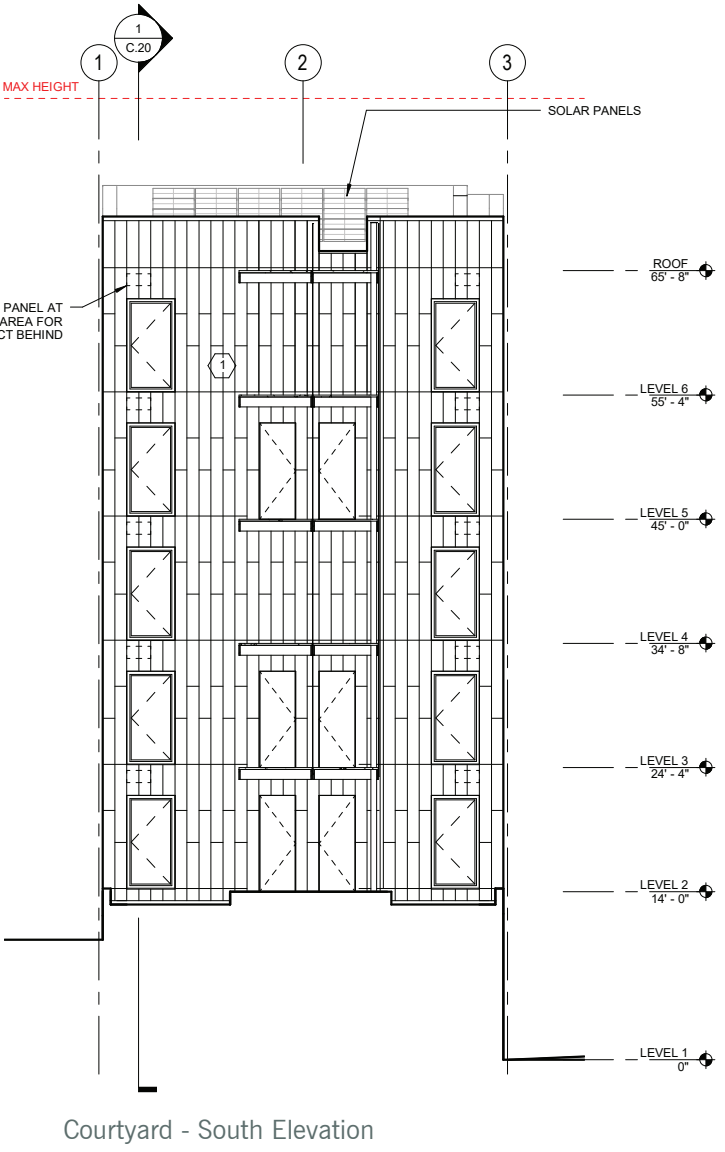 1
C.20
1
2
3
MAX HEIGHT
SOLAR PANELS
ROOF
65' - 8"
PANEL AT
AREA FOR
CT BEHIND
1
LEVEL 6
55' - 4"
LEVEL 5
45' - 0"
LEVEL 4
34' - 8"
LEVEL 3
24' - 4"
LEVEL 2
14' - 0"
LEVEL 1
0"
Courtyard - South Elevation